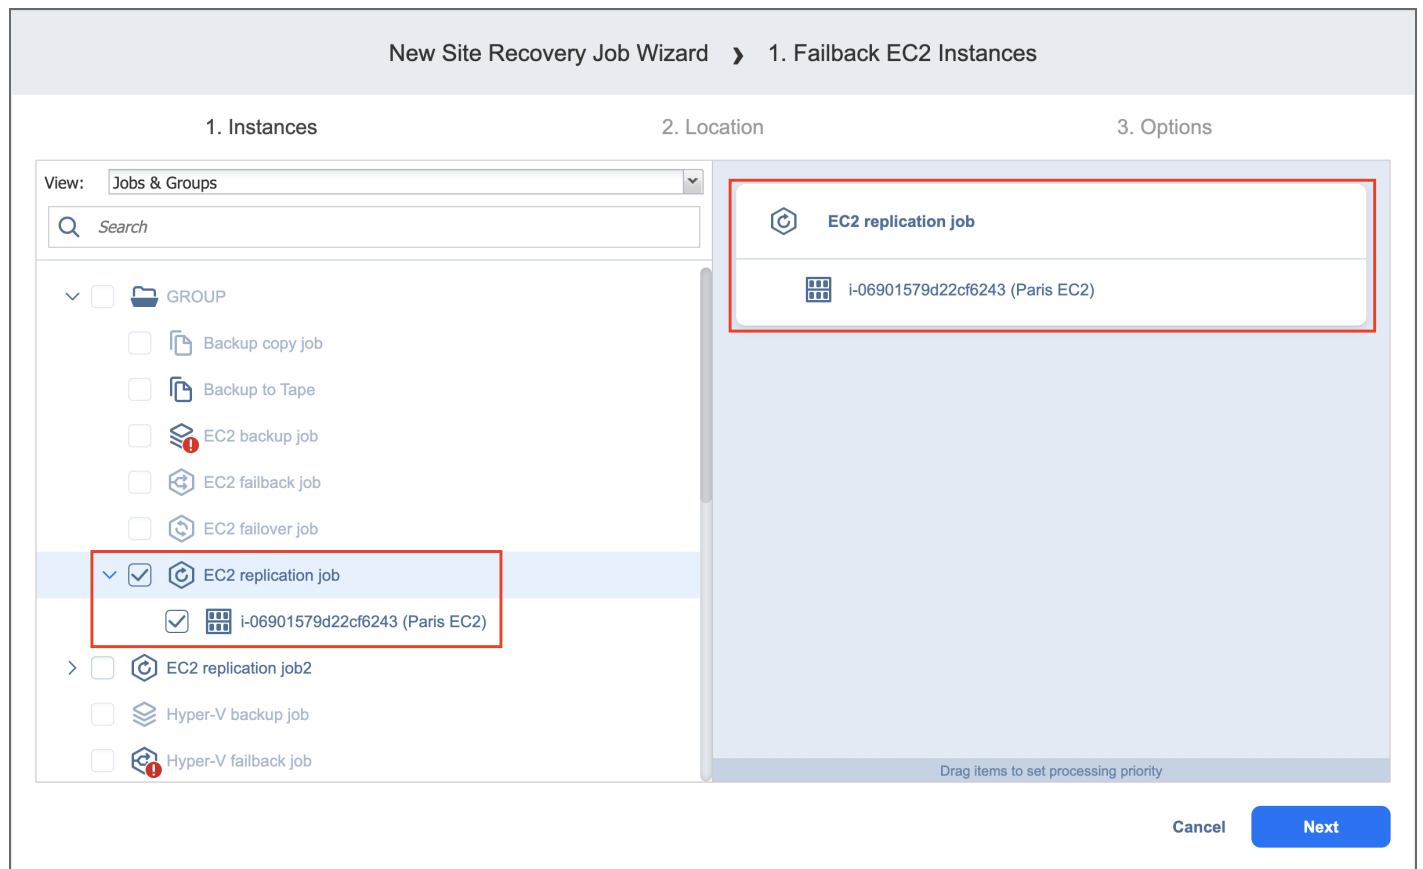 New Site Recovery Job Wizard ❯ 1. Failback EC2 Instances
1. Instances
2. Location
3. Options
View:
Jobs & Groups
Search
GROUP
Backup copy job
Backup to Tape
EC2 backup job
EC2 failback job
EC2 failover job
EC2 replication job
i-06901579d22cf6243 (Paris EC2)
EC2 replication job2
Hyper-V backup job
Hyper-V failback job
EC2 replication job
i-06901579d22cf6243 (Paris EC2)
Drag items to set processing priority
Cancel
Next